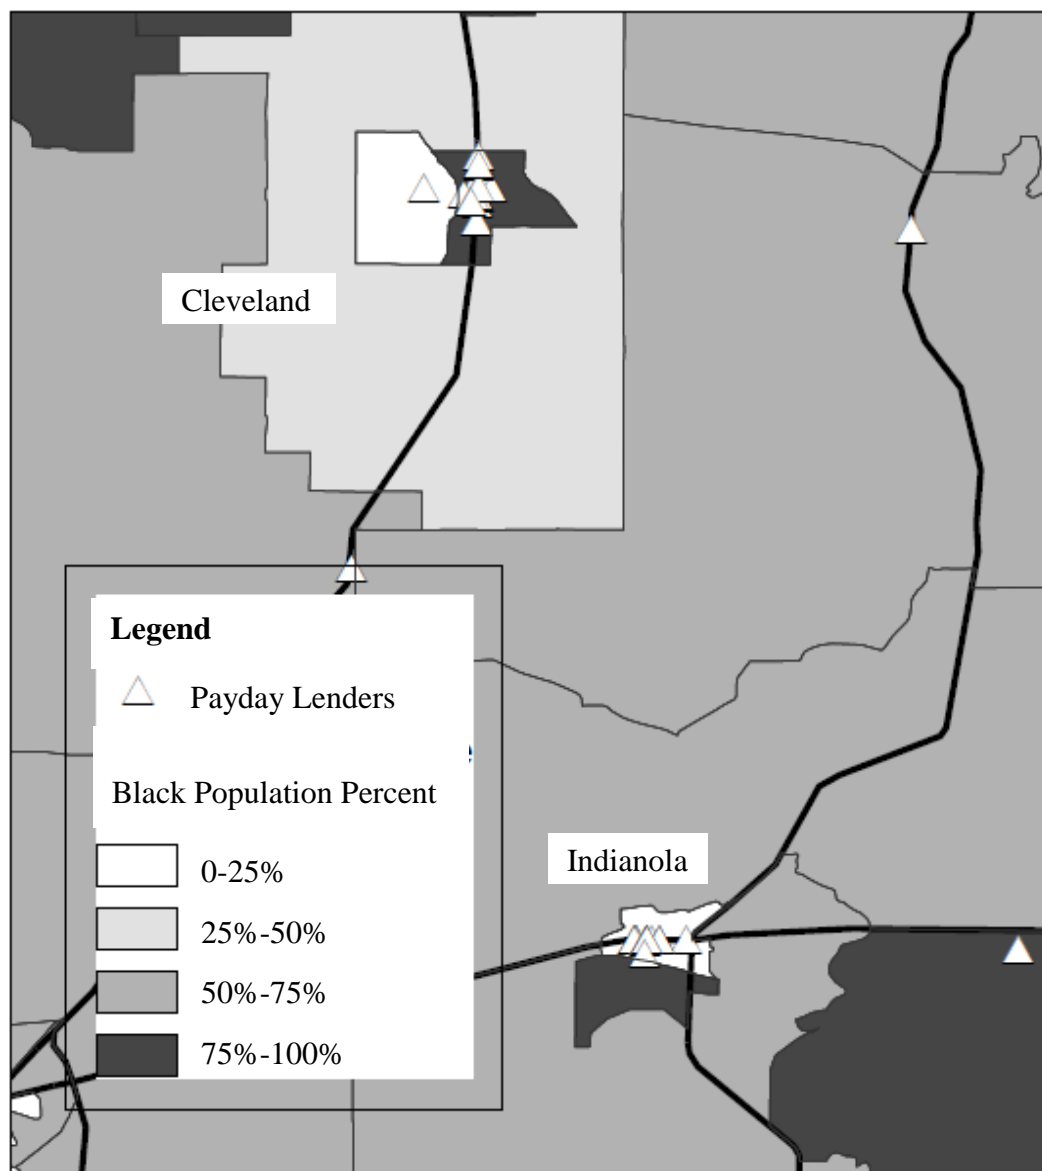 Cleveland
Legend
Payday Lenders
Black Population Percent
Indianola
0-25%
25%-50%
50%-75%
75%-100%